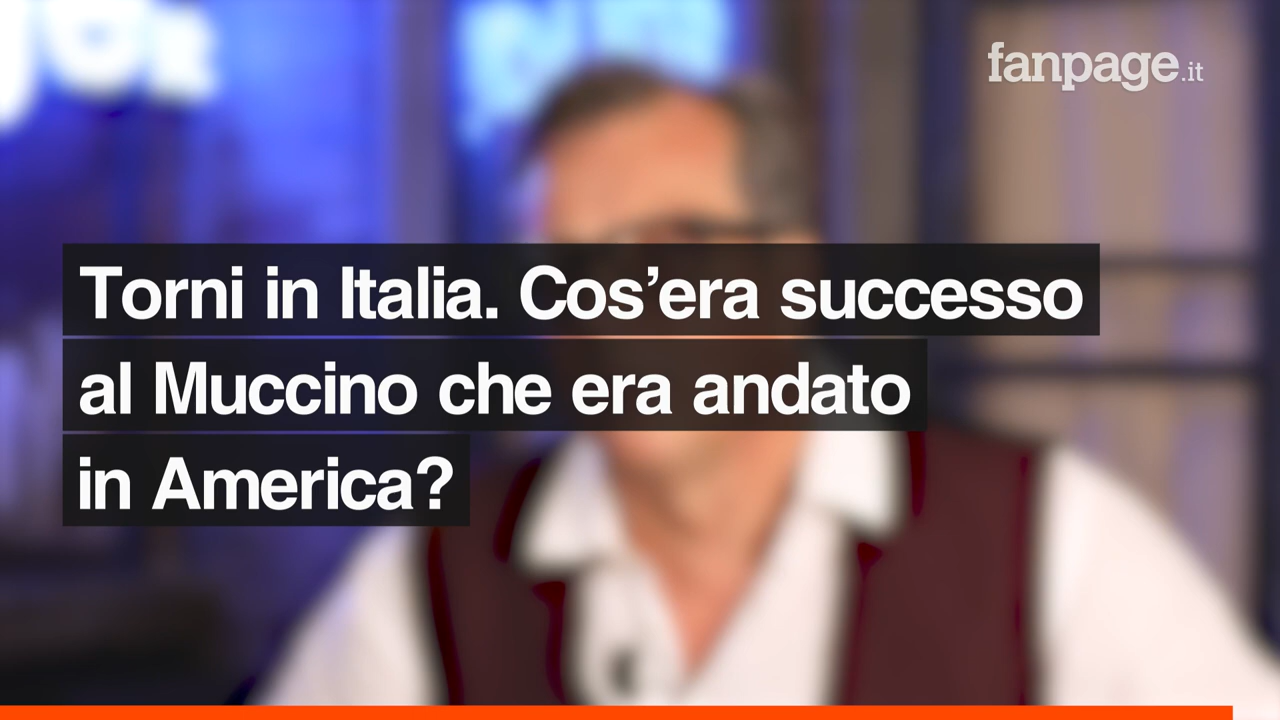 fanpage.it
Torni in Italia. Cos’era successo
al Muccino che era andato
in America?